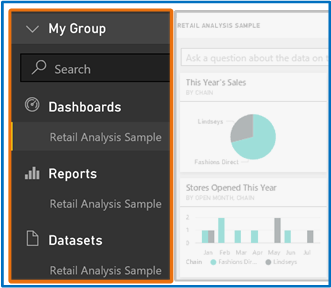 My Group
Search
Dashboards
Retail Analysis Sample
Reports
Retail Analysis Sample
Datasets
Retail Analysis Sample
RETAIL ANALYSIS SAMPLE
Ask a question about the data on t
This Year's Sales
BY CHAIN
Lindseys
Fashions Direct
Stores Opened This Year
BY OPEN MONTH, CHAIN
2
1
0
Jan Feb Mar Apr May Jun Jul
Chain Fashions Dir... Lindseys